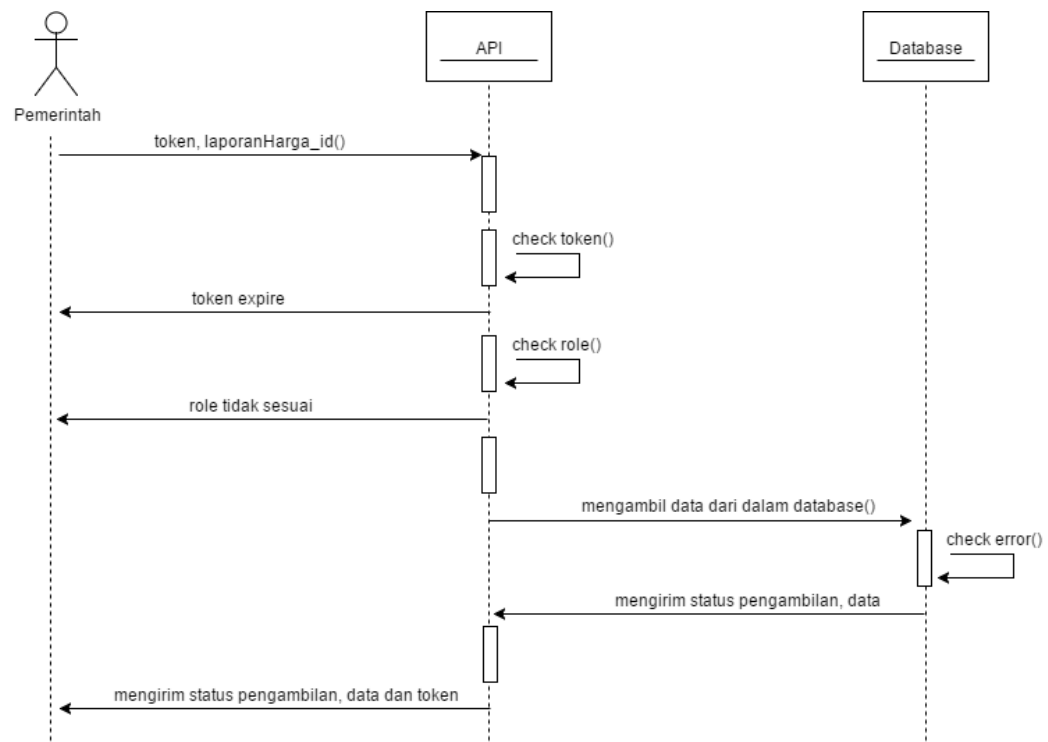 API
Database
Pemerintah
token, laporanHarga_id()
check token()
token expire
check role()
role tidak sesuai
mengambil data dari dalam database()
check error()
mengirim status pengambilan, data
mengirim status pengambilan, data dan token